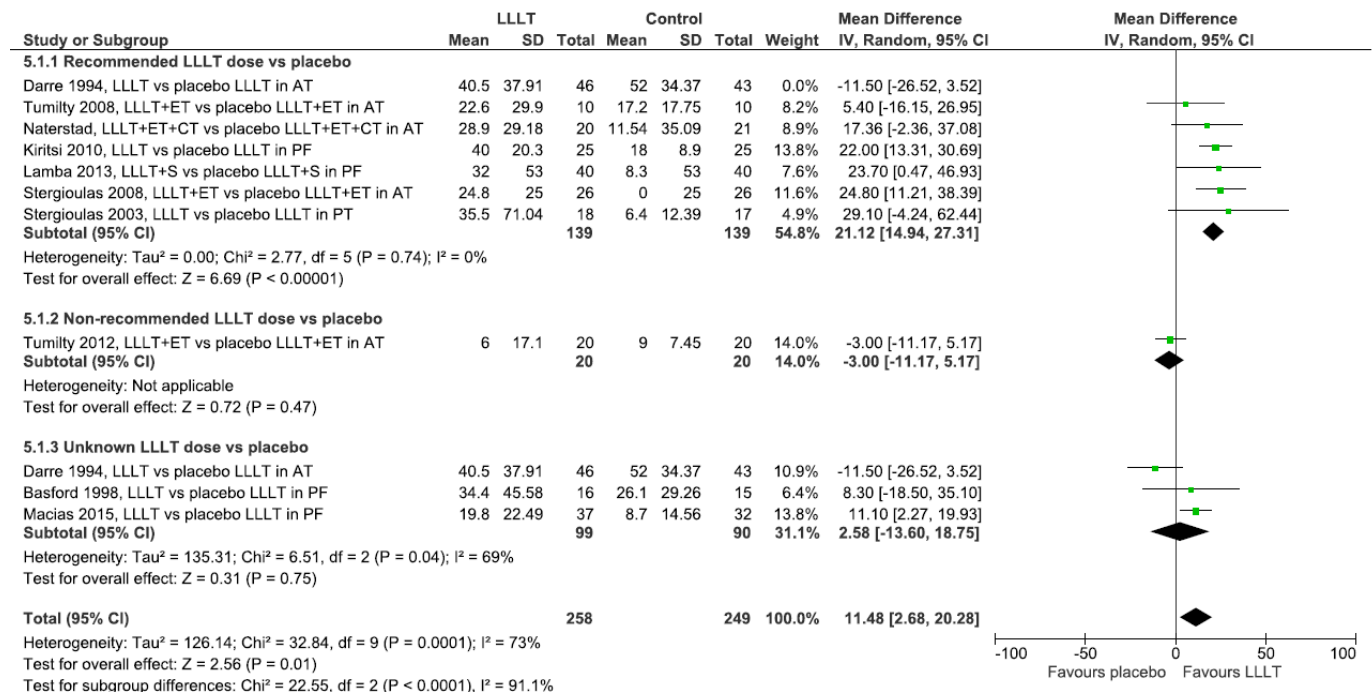 LLLT Control Mean Difference Mean Difference
Study or Subgroup Mean SD Total Mean SD Total Weight IV, Random, 95% CI IV, Random, 95% CI
5.1.1 Recommended LLLT dose vs placebo
Darre 1994, LLLT vs placebo LLLT in AT 40.5 37.91 46 52 34.37 43 0.0% -11.50 [-26.52, 3.52]
Tumilty 2008, LLLT+ET vs placebo LLLT+ET in AT 22.6 29.9 10 17.2 17.75 10 8.2% 5.40 [-16.15, 26.95]
Naterstad, LLLT+ET+CT vs placebo LLLT+ET+CT in AT 28.9 29.18 20 11.54 35.09 21 8.9% 17.36 [-2.36, 37.08]
Kiritsi 2010, LLLT vs placebo LLLT in PF 40 20.3 25 18 8.9 25 13.8% 22.00 [13.31, 30.69]
Lamba 2013, LLLT+S vs placebo LLLT+S in PF 32 53 40 8.3 53 40 7.6% 23.70 [0.47, 46.93]
Stergioulas 2008, LLLT+ET vs placebo LLLT+ET in AT 24.8 25 26 0 25 26 11.6% 24.80 [11.21, 38.39]
Stergioulas 2003, LLLT vs placebo LLLT in PT 35.5 71.04 18 6.4 12.39 17 4.9% 29.10 [-4.24, 62.44]
Subtotal (95% CI) 139 139 54.8% 21.12 [14.94, 27.31]
Heterogeneity: Tau² = 0.00; Chi² = 2.77, df = 5 (P = 0.74); I² = 0%
Test for overall effect: Z = 6.69 (P < 0.00001)
5.1.2 Non-recommended LLLT dose vs placebo
Tumilty 2012, LLLT+ET vs placebo LLLT+ET in AT 6 17.1 20 9 7.45 20 14.0% -3.00 [-11.17, 5.17]
Subtotal (95% CI) 20 20 14.0% -3.00 [-11.17, 5.17]
Heterogeneity: Not applicable
Test for overall effect: Z = 0.72 (P = 0.47)
5.1.3 Unknown LLLT dose vs placebo
Darre 1994, LLLT vs placebo LLLT in AT 40.5 37.91 46 52 34.37 43 10.9% -11.50 [-26.52, 3.52]
Basford 1998, LLLT vs placebo LLLT in PF 34.4 45.58 16 26.1 29.26 15 6.4% 8.30 [-18.50, 35.10]
Macias 2015, LLLT vs placebo LLLT in PF 19.8 22.49 37 8.7 14.56 32 13.8% 11.10 [2.27, 19.93]
Subtotal (95% CI) 99 90 31.1% 2.58 [-13.60, 18.75]
Heterogeneity: Tau² = 135.31; Chi² = 6.51, df = 2 (P = 0.04); I² = 69%
Test for overall effect: Z = 0.31 (P = 0.75)
Total (95% CI) 258 249 100.0% 11.48 [2.68, 20.28]
Heterogeneity: Tau² = 126.14; Chi² = 32.84, df = 9 (P = 0.0001); I² = 73%
Test for overall effect: Z = 2.56 (P = 0.01)
Test for subgroup differences: Chi² = 22.55, df = 2 (P < 0.0001), I² = 91.1%
-100 -50 0 50 100
Favours placebo Favours LLLT